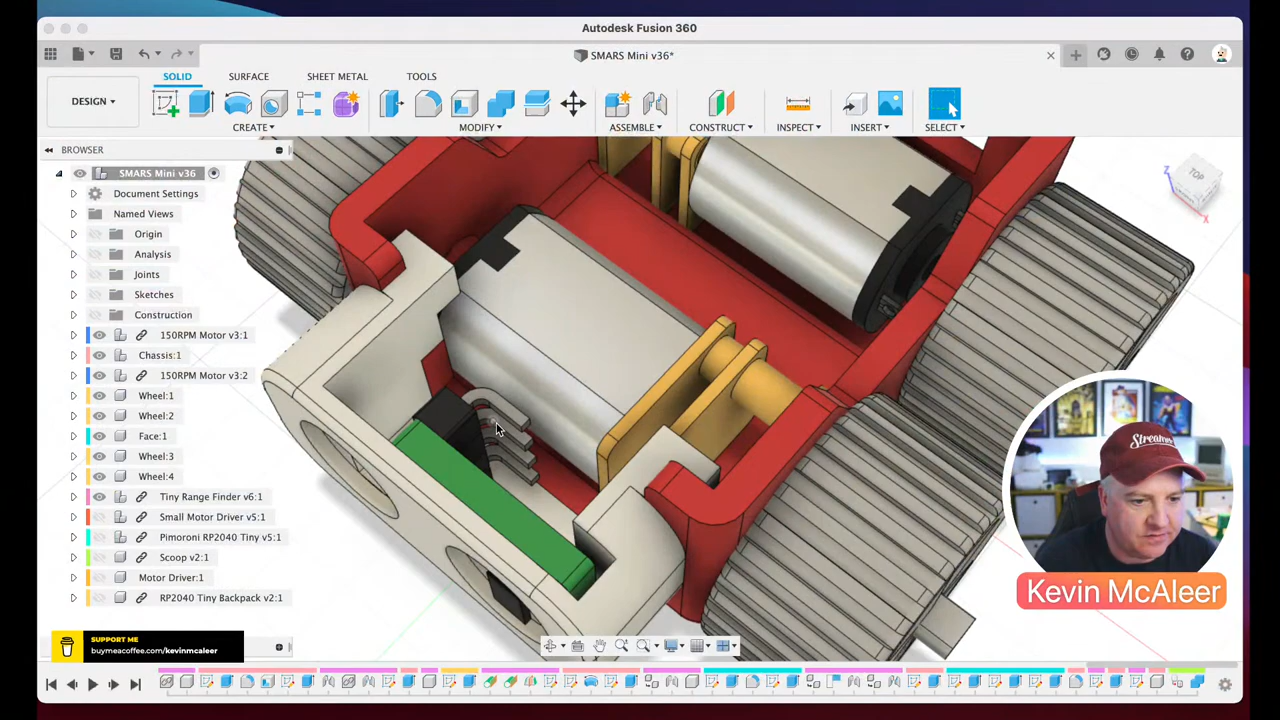 Autodesk Fusion 360
SMARS Mini v36*
SOLID
SURFACE
SHEET METAL
TOOLS
DESIGN
CREATE
MODIFY
ASSEMBLE
CONSTRUCT
INSPECT
INSERT
SELECT
BROWSER
SMARS Mini v36
Document Settings
Named Views
Origin
Analysis
Joints
Sketches
Construction
150RPM Motor v3:1
Chassis:1
150RPM Motor v3:2
Wheel:1
Wheel:2
Face:1
Wheel:3
Wheel:4
Tiny Range Finder v6:1
Small Motor Driver v5:1
Pimoroni RP2040 Tiny v5:1
Scoop v2:1
Motor Driver:1
RP2040 Tiny Backpack v2:1
TOP
Z
X
Streamer
Kevin McAleer
SUPPORT ME
buymeacoffee.com/kevinmcaleer